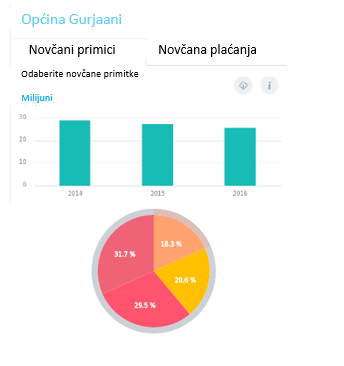 Općina Gurjaani
Novčani primici
Novčana plaćanja
Odaberite novčane primitke
i
Milijuni
30
20
10
0
2014 2015 2016
31.7 % 18.3 %
20.6 %
29.5 %